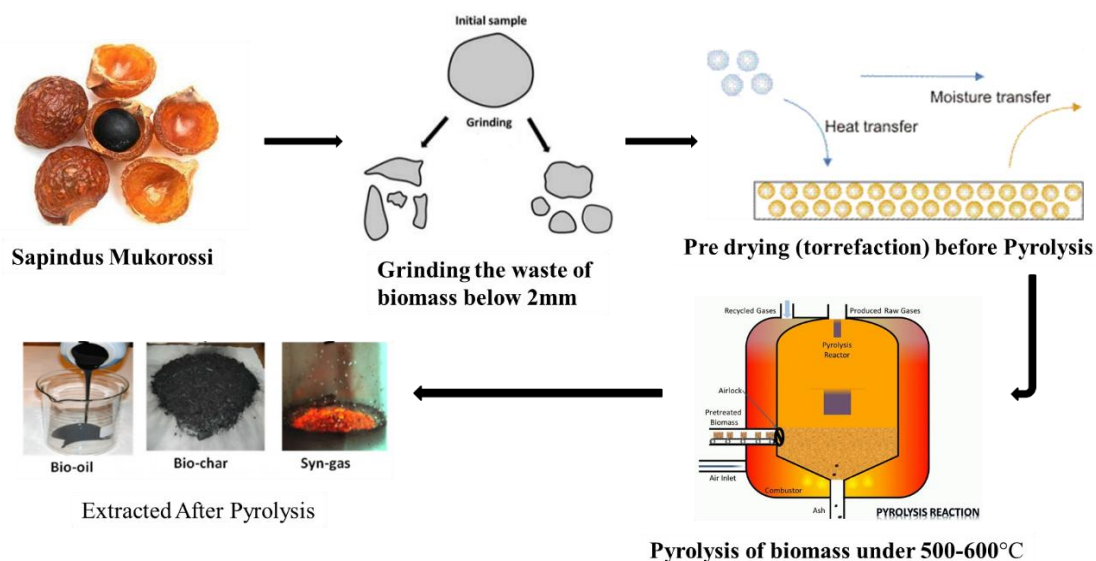 Sapindus Mukorossi
Initial sample
Grinding
Grinding the waste of
biomass below 2mm
Moisture transfer
Heat transfer
Pre drying (torrefaction) before Pyrolysis
Recycled Gases
Produced Raw Gases
Pyrolysis
Reactor
Airlock
Pretreated
Biomass
Air Inlet
Combustor
Ash
PYROLYSIS REACTION
Pyrolysis of biomass under 500-600°C
Bio-oil
Bio-char
Syn-gas
Extracted After Pyrolysis